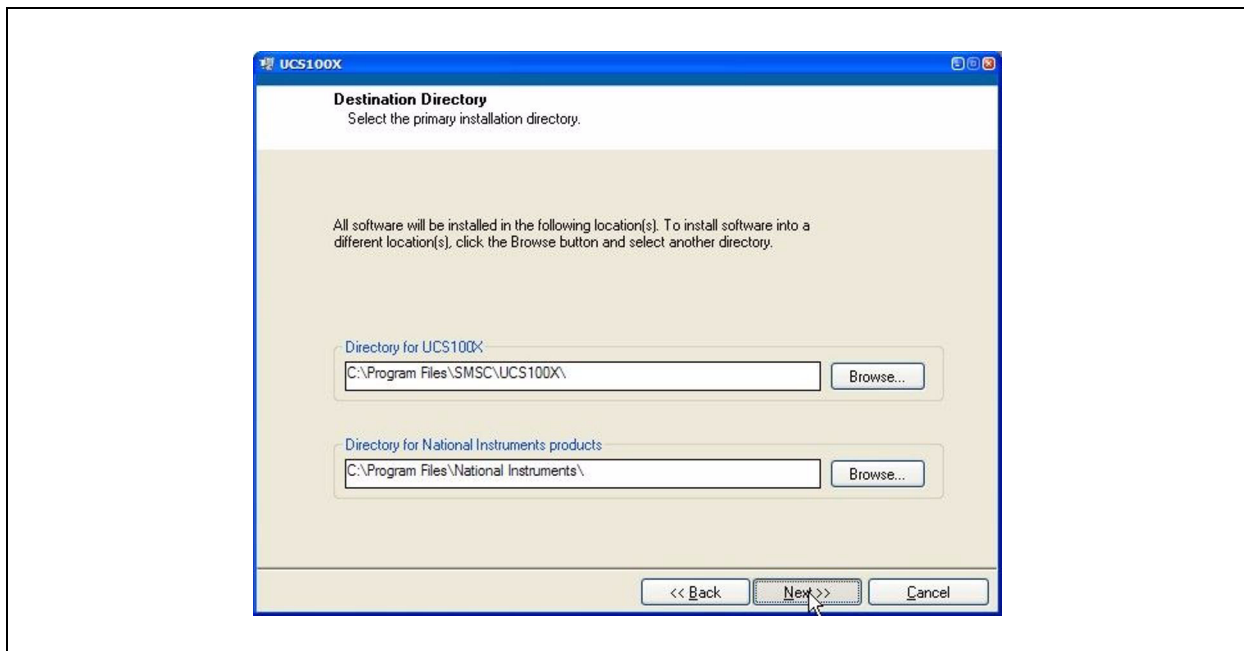 UCS100X
Destination Directory
Select the primary installation directory.
All software will be installed in the following location(s). To install software into a
different location(s), click the Browse button and select another directory.
Directory for UCS100X
C:\Program Files\SMSC\UCS100X\
Browse...
Directory for National Instruments products
C:\Program Files\National Instruments\
Browse...
<< Back
Next >>
Cancel